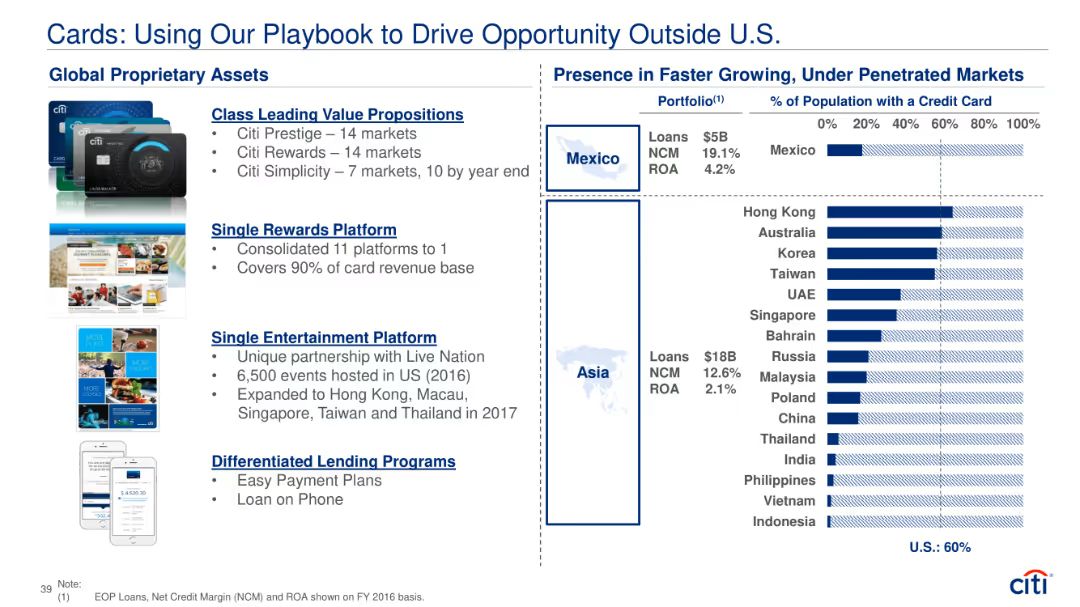 Cards: Using Our Playbook to Drive Opportunity Outside U.S.
Global Proprietary Assets
citi
citi
Class Leading Value Propositions
• Citi Prestige – 14 markets
• Citi Rewards – 14 markets
• Citi Simplicity – 7 markets, 10 by year end
Single Rewards Platform
• Consolidated 11 platforms to 1
• Covers 90% of card revenue base
MORE
MORE
MORE
Single Entertainment Platform
• Unique partnership with Live Nation
• 6,500 events hosted in US (2016)
• Expanded to Hong Kong, Macau,
Singapore, Taiwan and Thailand in 2017
Differentiated Lending Programs
• Easy Payment Plans
• Loan on Phone
Presence in Faster Growing, Under Penetrated Markets
Portfolio(1) % of Population with a Credit Card
0% 20% 40% 60% 80% 100%
Mexico
Loans $5B
NCM 19.1%
ROA 4.2%
Mexico
Asia
Loans $18B
NCM 12.6%
ROA 2.1%
Hong Kong
Australia
Korea
Taiwan
UAE
Singapore
Bahrain
Russia
Malaysia
Poland
China
Thailand
India
Philippines
Vietnam
Indonesia
U.S.: 60%
39 Note:
(1) EOP Loans, Net Credit Margin (NCM) and ROA shown on FY 2016 basis.
citi